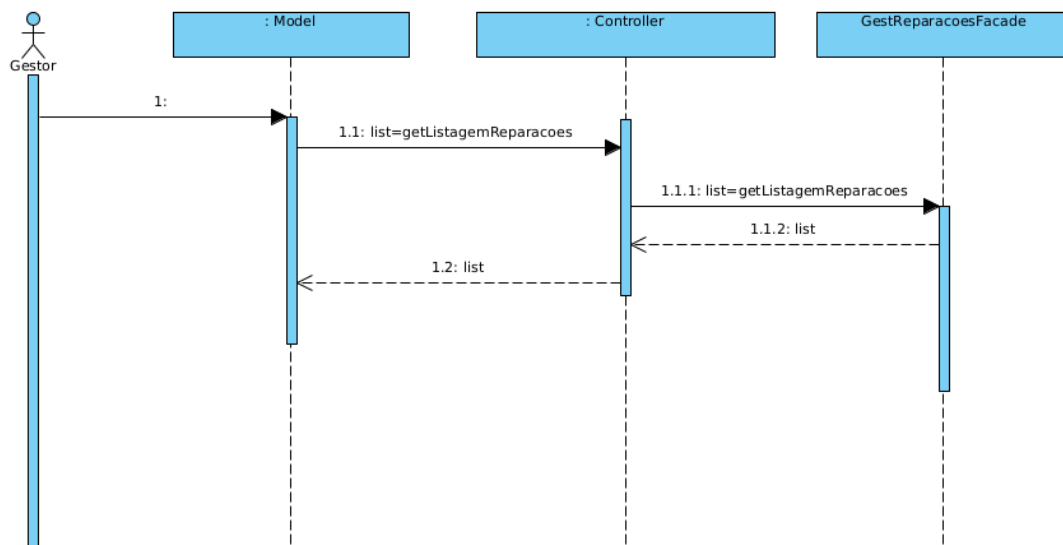 : Model
: Controller
GestReparacoesFacade
Gestor
1:
1.1: list=getListagemReparacoes
1.1.1: list=getListagemReparacoes
1.1.2: list
1.2: list